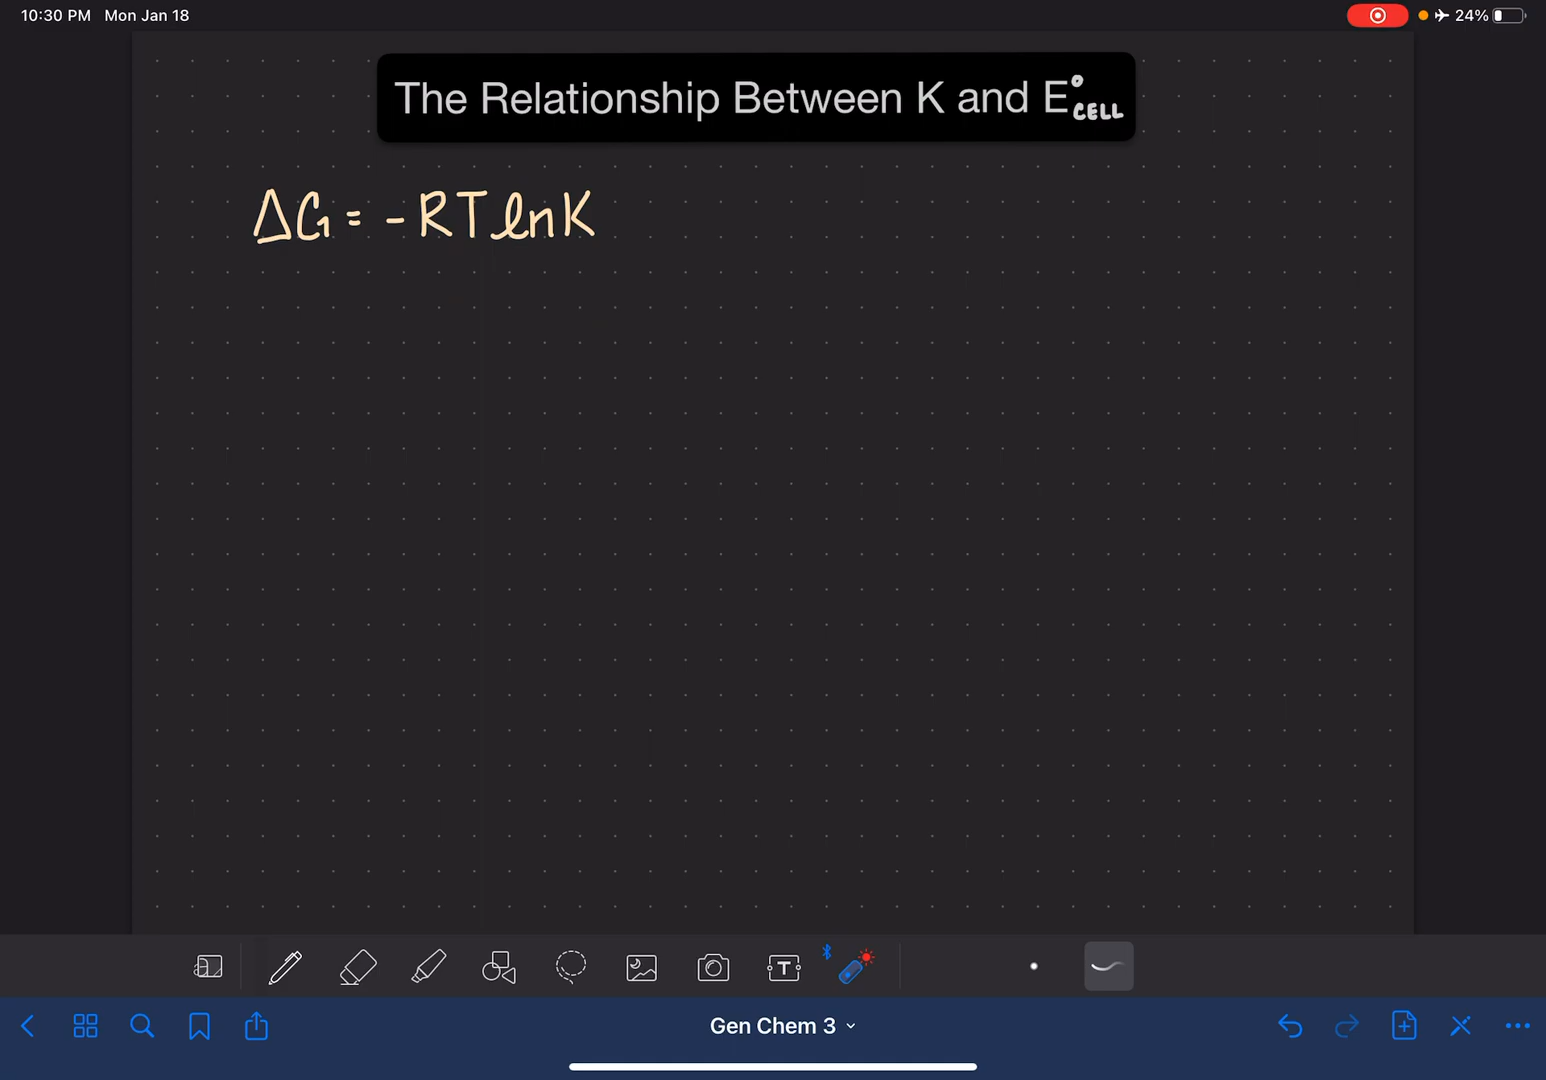 10:30 PM Mon Jan 18
24%
The Relationship Between K and E°CELL
ΔG = -RTlnK
T
Gen Chem 3